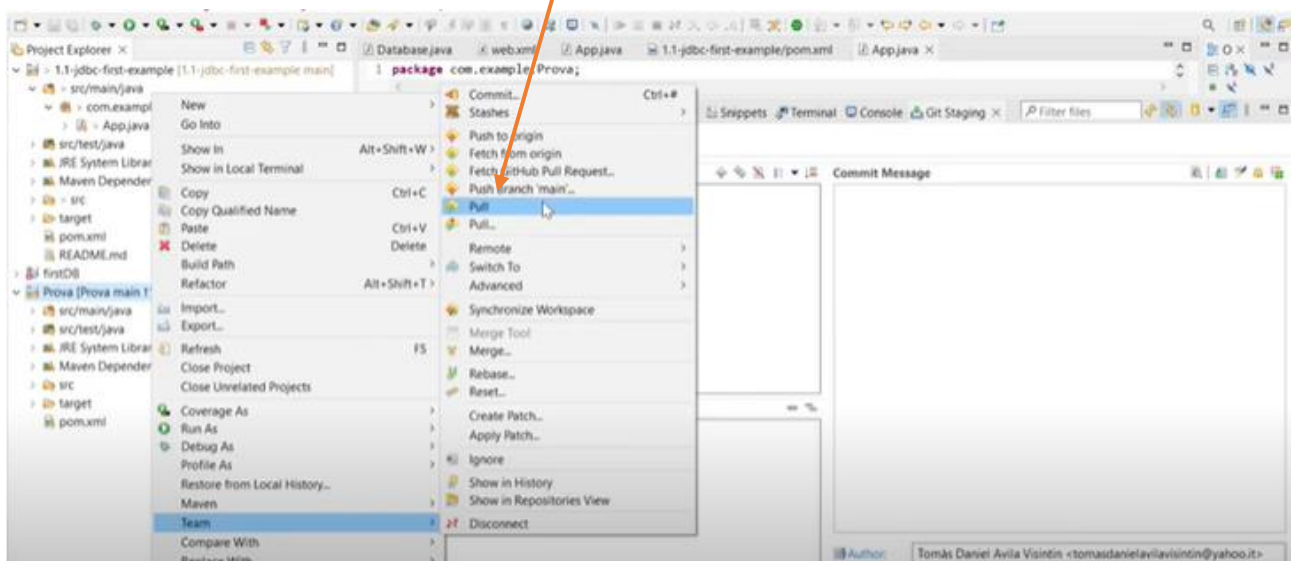 Project Explorer ×
Database.java
web.xml
App.java
1.1-jdbc-first-example/pom.xml
App.java ×
1.1-jdbc-first-example [1.1-jdbc-first-example main]
src/main/java
com.exampl
App.java
src/test/java
JRE System Librar
Maven Depender
src
target
pom.xml
README.md
firstDB
Prova [Prova main
src/main/java
src/test/java
JRE System Librar
Maven Depender
src
target
pom.xml
1 package com.example.Prova;
New
Go Into
Show In Alt+Shift+W
Show in Local Terminal
Copy Ctrl+C
Copy Qualified Name
Paste Ctrl+V
Delete Delete
Build Path
Refactor Alt+Shift+T
Import...
Export...
Refresh F5
Close Project
Close Unrelated Projects
Coverage As
Run As
Debug As
Profile As
Restore from Local History...
Maven
Team
Compare With
Replace With
Commit... Ctrl+#
Stashes
Push to origin
Fetch from origin
Fetch GitHub Pull Request...
Push Branch 'main'...
Pull
Pull...
Remote
Switch To
Advanced
Synchronize Workspace
Merge Tool
Merge...
Rebase...
Reset...
Create Patch...
Apply Patch...
Ignore
Show in History
Show in Repositories View
Disconnect
Snippets
Terminal
Console
Git Staging ×
Filter files
Commit Message
Author: Tomás Daniel Avila Visintin <tomasdanielavilavisintin@yahoo.it>